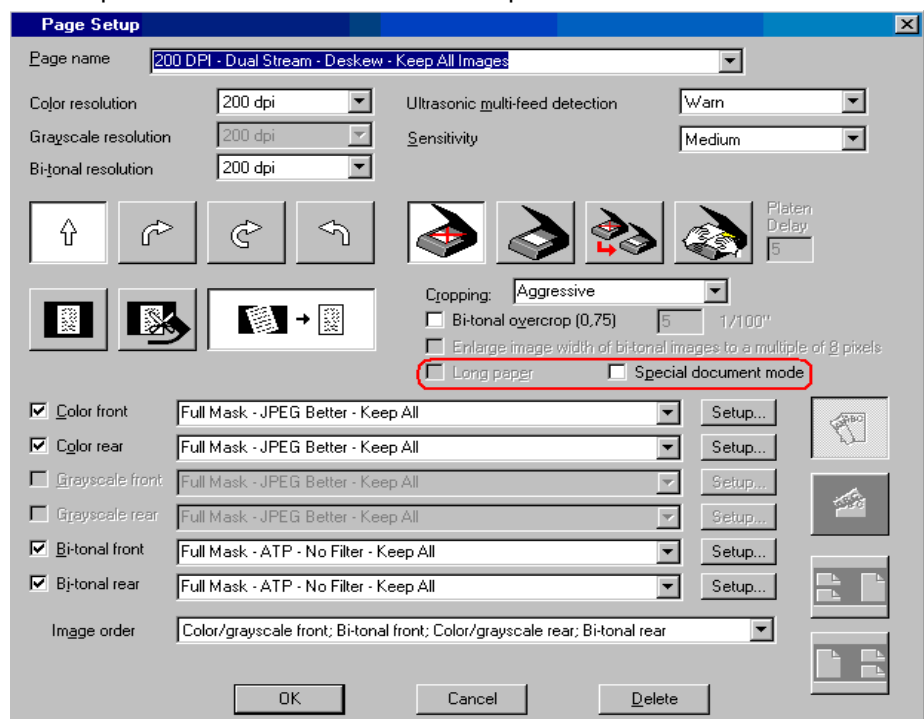 Page Setup
Page name 200 DPI - Dual Stream - Deskew - Keep All Images
Color resolution 200 dpi Ultrasonic multi-feed detection Warn
Grayscale resolution 200 dpi Sensitivity Medium
Bi-tonal resolution 200 dpi
Platen
Delay
5
Cropping: Aggressive
Bi-tonal overcrop (0,75) 5 1/100"
Enlarge image width of bi-tonal images to a multiple of 8 pixels
Long paper Special document mode
Color front Full Mask - JPEG Better - Keep All Setup...
Color rear Full Mask - JPEG Better - Keep All Setup...
Grayscale front Full Mask - JPEG Better - Keep All Setup...
Grayscale rear Full Mask - JPEG Better - Keep All Setup...
Bi-tonal front Full Mask - ATP - No Filter - Keep All Setup...
Bi-tonal rear Full Mask - ATP - No Filter - Keep All Setup...
Image order Color/grayscale front; Bi-tonal front; Color/grayscale rear; Bi-tonal rear
OK Cancel Delete